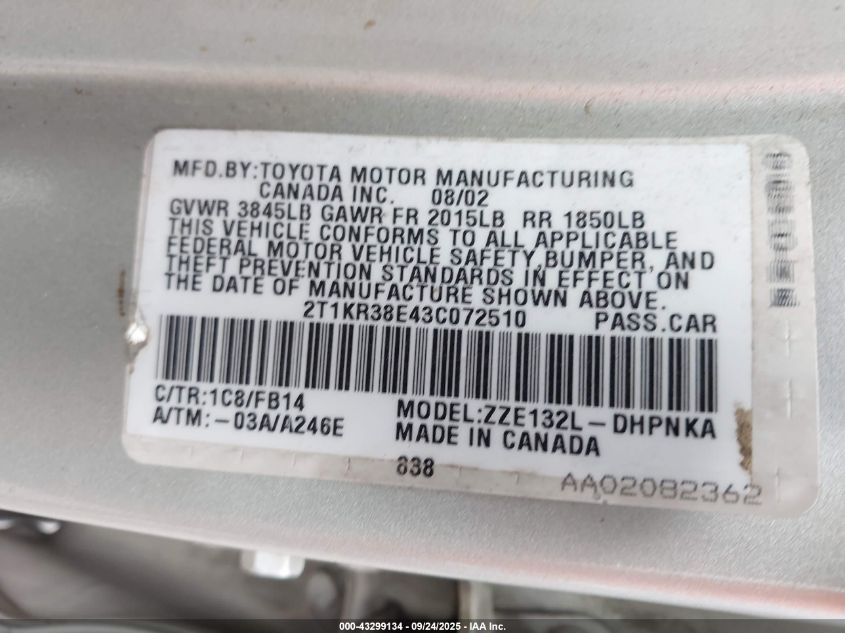 MFD.BY:TOYOTA MOTOR MANUFACTURING
CANADA INC. 08/02
GVWR 3845LB GAWR FR 2015LB RR 1850LB
THIS VEHICLE CONFORMS TO ALL APPLICABLE
FEDERAL MOTOR VEHICLE SAFETY,BUMPER, AND
THEFT PREVENTION STANDARDS IN EFFECT ON
THE DATE OF MANUFACTURE SHOWN ABOVE.
2T1KR38E43C072510 PASS.CAR
C/TR:1C8/FB14 MODEL:ZZE132L-DHPNKA
A/TM:-03A/A246E MADE IN CANADA
838
AA02082362
000-43299134 - 09/24/2025 - IAA Inc.